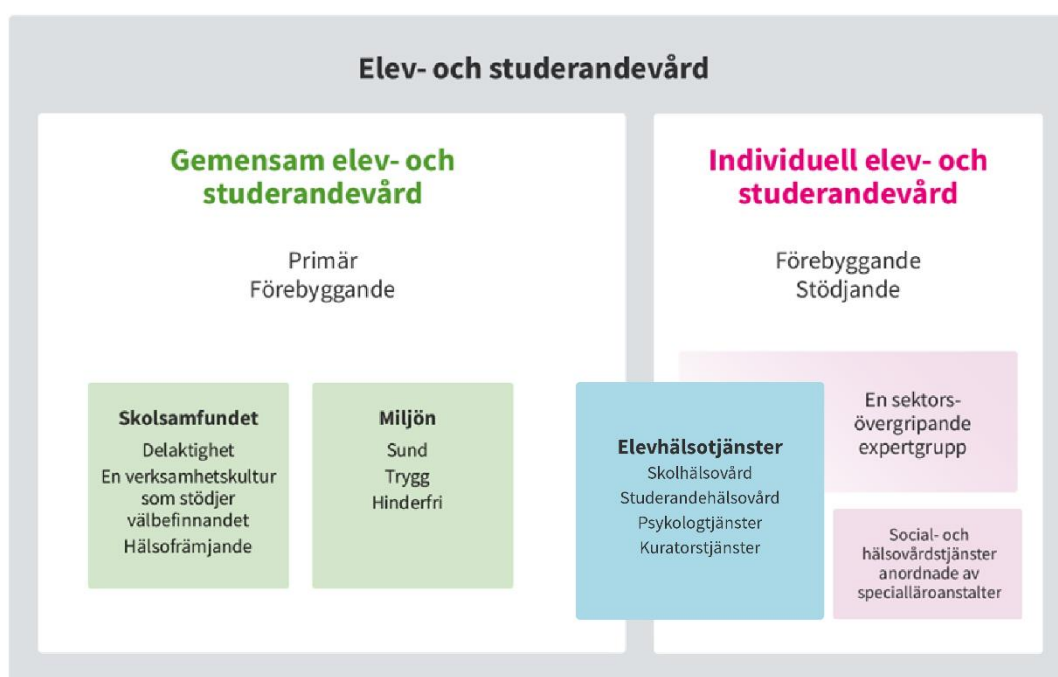 Elev- och studerandevård
Gemensam elev- och
studerandevård
Primär
Förebyggande
Skolsamfundet
Delaktighet
En verksamhetskultur
som stödjer
välbefinnandet
Hälsofrämjande
Miljön
Sund
Trygg
Hinderfri
Elevhälsotjänster
Skolhälsovård
Studerandehälsovård
Psykologtjänster
Kuratorstjänster
Individuell elev- och
studerandevård
Förebyggande
Stödjande
En sektors-
övergripande
expertgrupp
Social- och
hälsovårdstjänster
anordnade av
specialläroanstalter